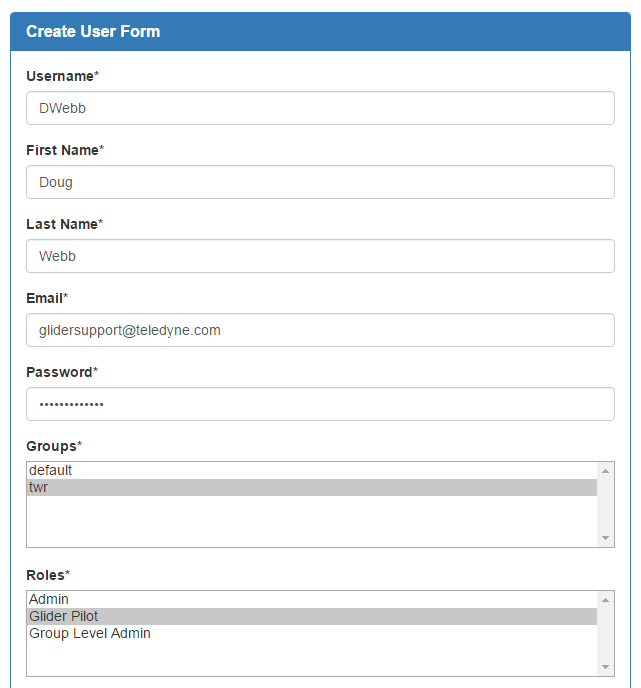 Create User Form
Username*
DWebb
First Name*
Doug
Last Name*
Webb
Email*
glidersupport@teledyne.com
Password*
•••••••••••••
Groups*
default
twr
Roles*
Admin
Glider Pilot
Group Level Admin